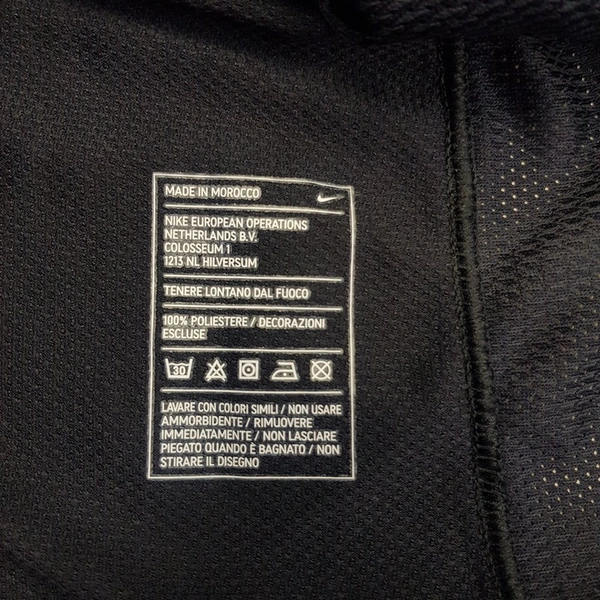 MADE IN MOROCCO
NIKE EUROPEAN OPERATIONS
NETHERLANDS B.V.
COLOSSEUM 1
1213 NL HILVERSUM
TENERE LONTANO DAL FUOCO
100% POLIESTERE / DECORAZIONI
ESCLUSE
30
LAVARE CON COLORI SIMILI / NON USARE
AMMORBIDENTE / RIMUOVERE
IMMEDIATAMENTE / NON LASCIARE
PIEGATO QUANDO È BAGNATO / NON
STIRARE IL DISEGNO